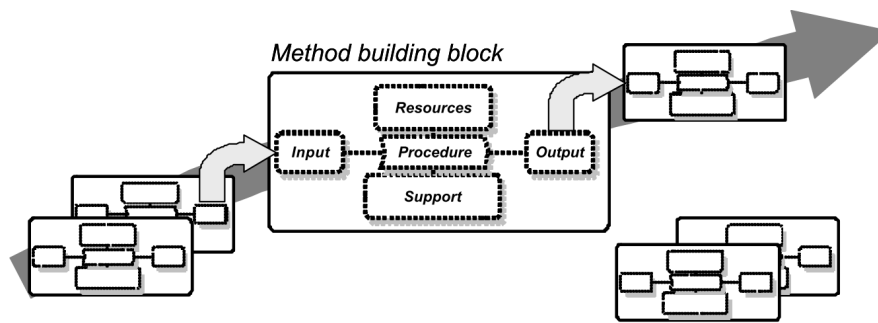 Method building block
Resources
Input
Procedure
Output
Support